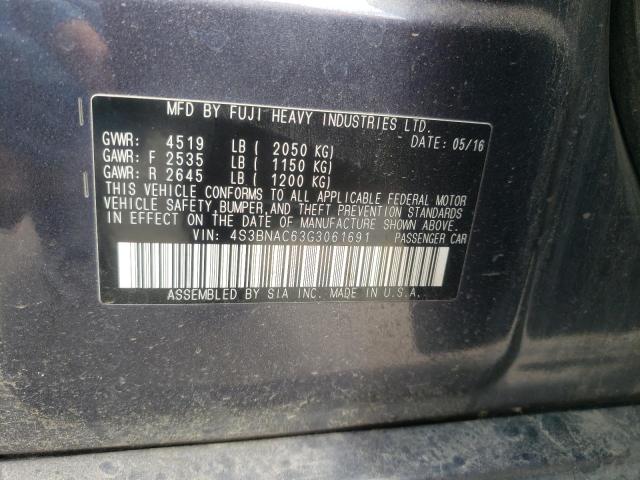 MFD BY FUJI HEAVY INDUSTRIES LTD.
GVWR: 4519 LB ( 2050 KG) DATE: 05/16
GAWR: F 2535 LB ( 1150 KG)
GAWR: R 2645 LB ( 1200 KG)
THIS VEHICLE CONFORMS TO ALL APPLICABLE FEDERAL MOTOR
VEHICLE SAFETY, BUMPER, AND THEFT PREVENTION STANDARDS
IN EFFECT ON THE DATE OF MANUFACTURE SHOWN ABOVE.
VIN: 4S3BNAC63G3061691 PASSENGER CAR
ASSEMBLED BY SIA INC. MADE IN U.S.A.